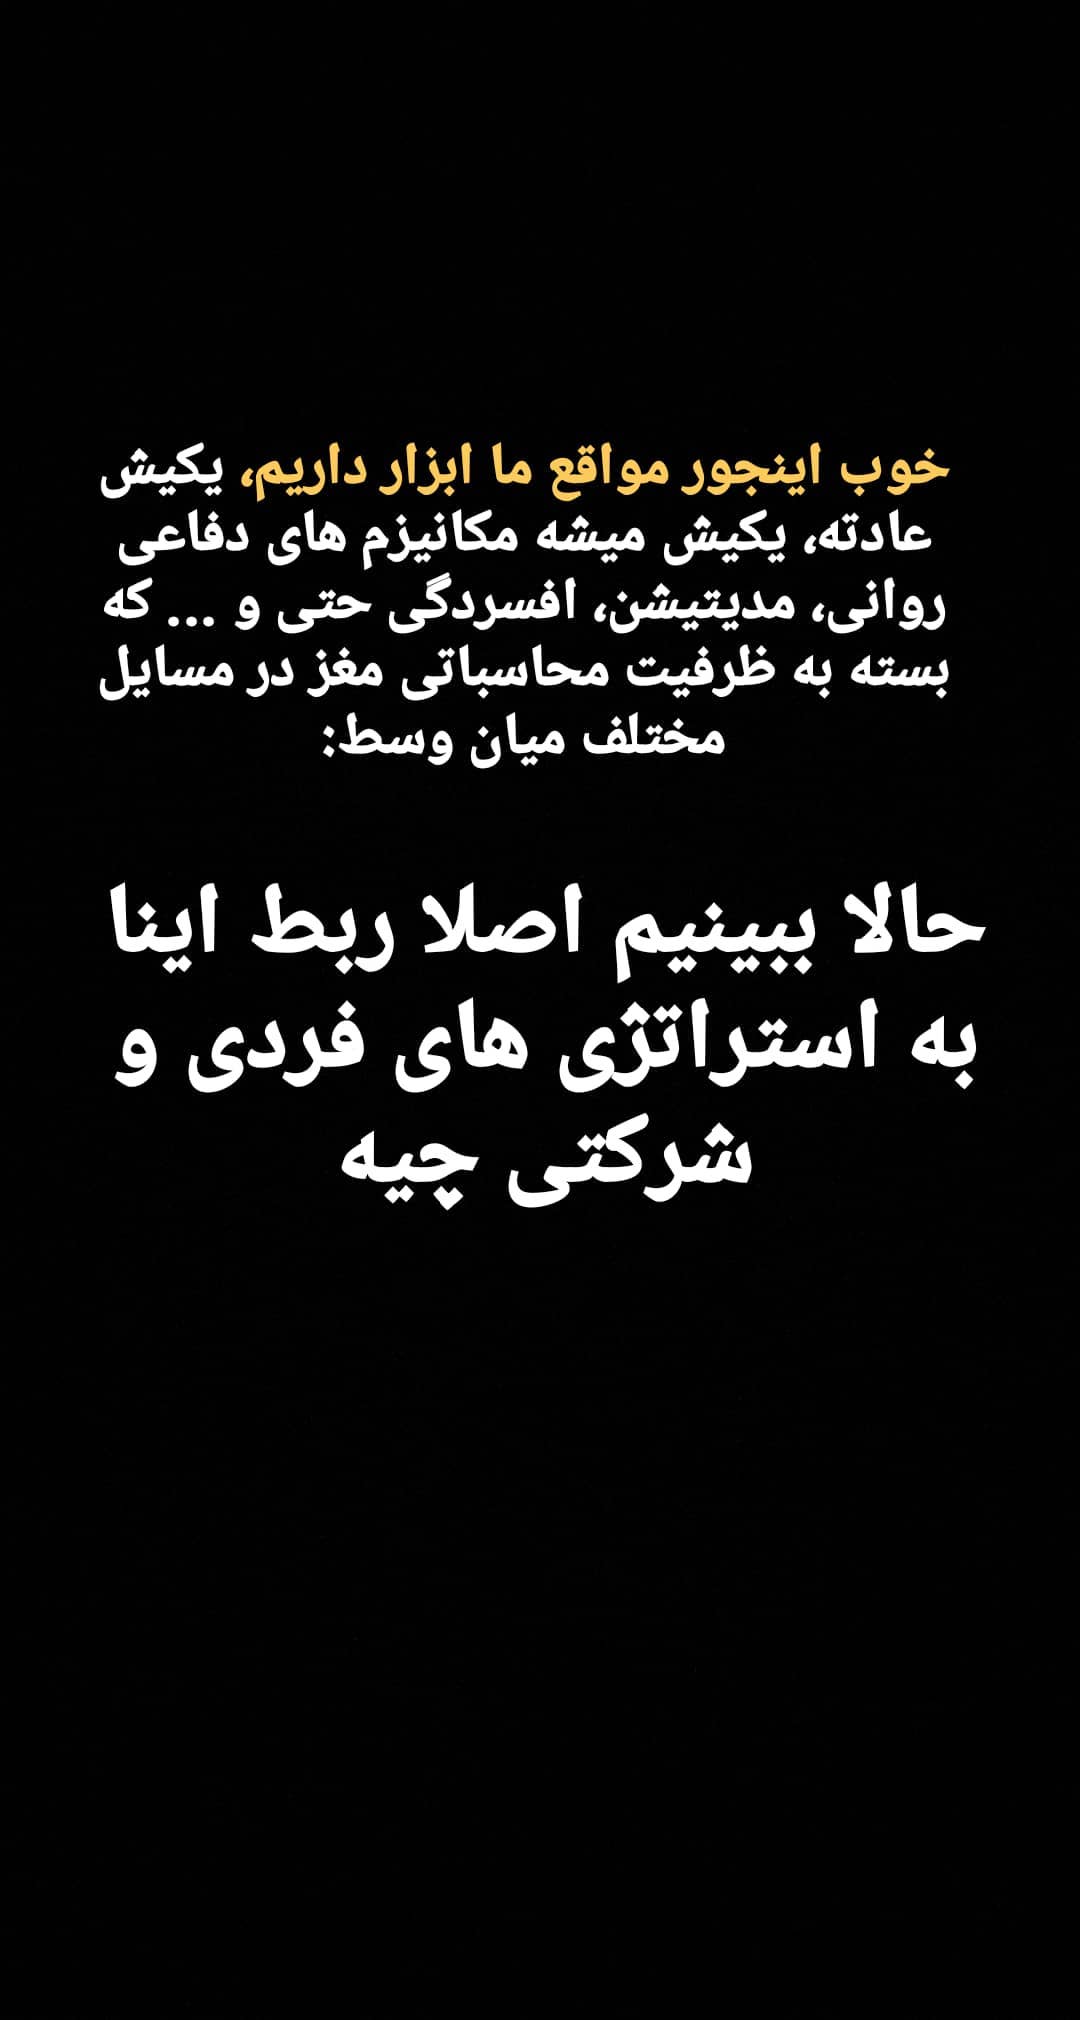 خوب اینجور مواقع ما ابزار داریم، یکیش
عادته، یکیش میشه مکانیزم های دفاعی
روانی، مدیتیشن، افسردگی حتی و ... که
بسته به ظرفیت محاسباتی مغز در مسایل
مختلف میان وسط:
حالا ببینیم اصلا ربط اینا
به استراتژی های فردی و
شرکتی چیه